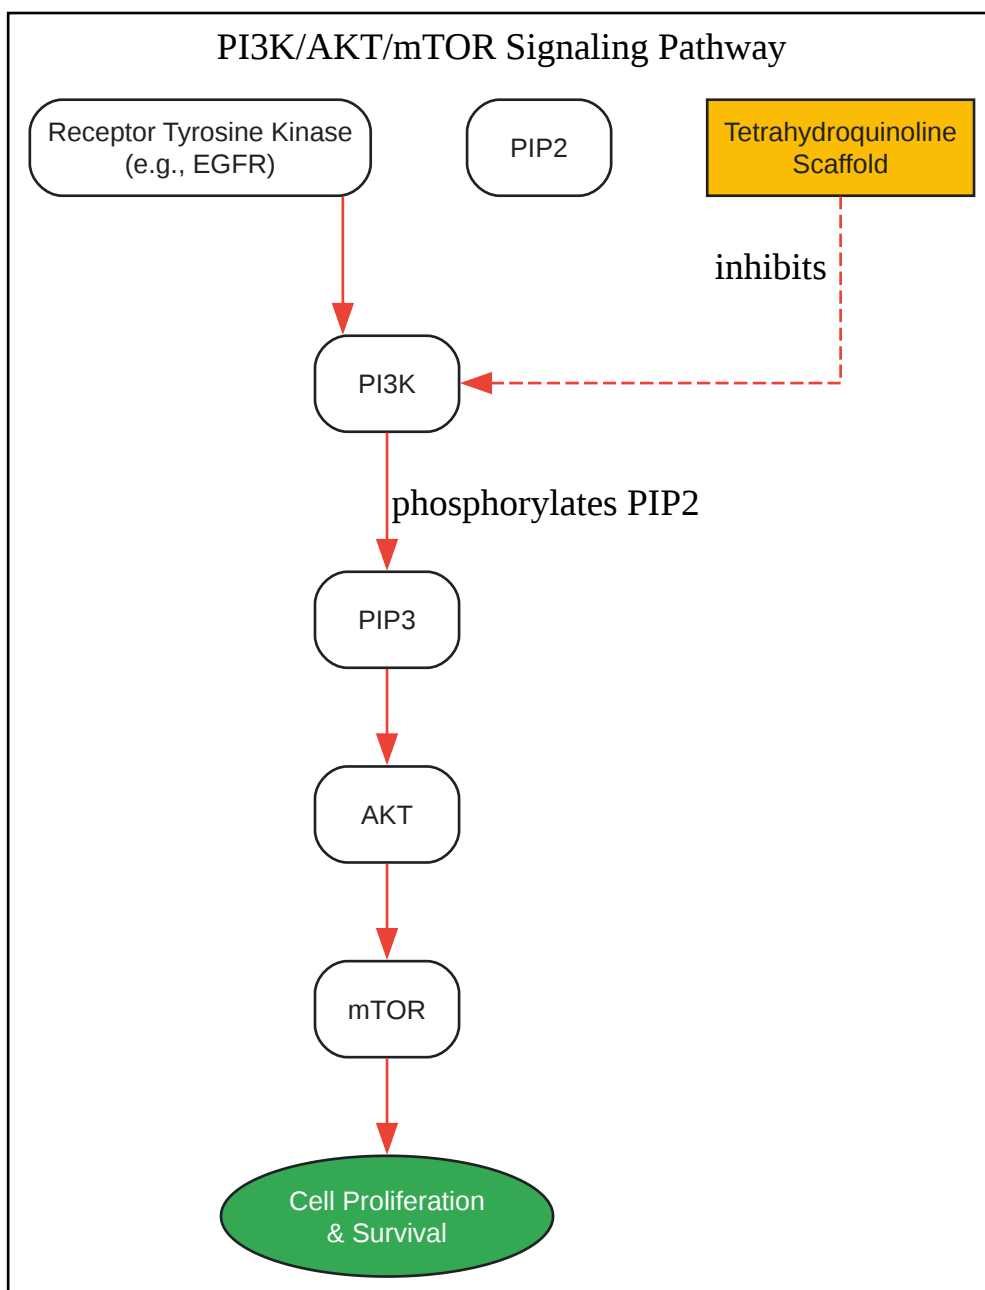 PI3K/AKT/mTOR Signaling Pathway
Receptor Tyrosine Kinase
(e.g., EGFR)
PIP2
Tetrahydroquinoline
Scaffold
inhibits
PI3K
phosphorylates PIP2
PIP3
AKT
mTOR
Cell Proliferation
& Survival